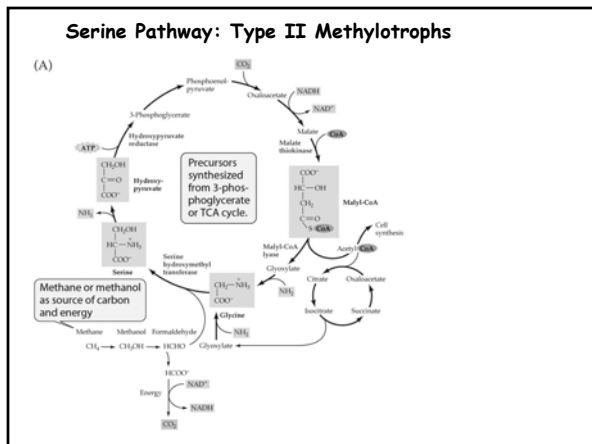 Serine Pathway: Type II Methylotrophs
(A)
CO₂
Phosphoenol-
pyruvate
Oxaloacetate
NADH
NAD⁺
3-Phosphoglycerate
Malate
CoA
Malate
thiokinase
Hydroxypyruvate
reductase
ATP
CH₂OH
C=O
COO⁻
Hydroxy-
pyruvate
Precursors
synthesized
from 3-phos-
phoglycerate
or TCA cycle.
COO⁻
HC—OH
CH₂
C=O
S-CoA
Malyl-CoA
NH₃
CH₂OH
HC—NH₃
+
COO⁻
Serine
Malyl-CoA
lyase
Cell
synthesis
Acetyl-CoA
Glyoxylate
Serine
hydroxymethyl
transferase
CH₂—NH₃
+
COO⁻
Glycine
NH₃
Citrate
Oxaloacetate
Isocitrate
Succinate
Methane or methanol
as source of carbon
and energy
Methane
Methanol
Formaldehyde
CH₄
CH₃OH
HCHO
Glyoxylate
NH₃
HCOO⁻
Energy
NAD⁺
NADH
CO₂